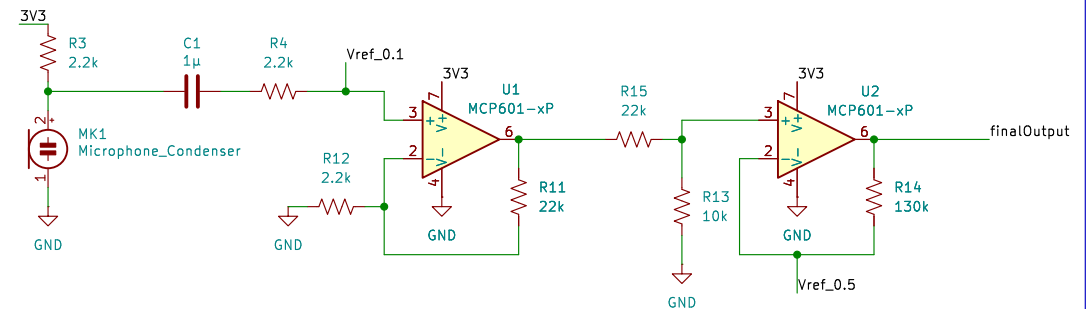 3V3
R3
2.2k
C1
1µ
R4
2.2k
Vref_0.1
3V3
U1
MCP601-xP
3
2
7
4
6
V+
V-
+
-
GND
MK1
Microphone_Condenser
2
+
1
GND
R12
2.2k
GND
R11
22k
R15
22k
R13
10k
GND
3V3
U2
MCP601-xP
3
2
7
4
6
V+
V-
+
-
GND
R14
130k
Vref_0.5
finalOutput